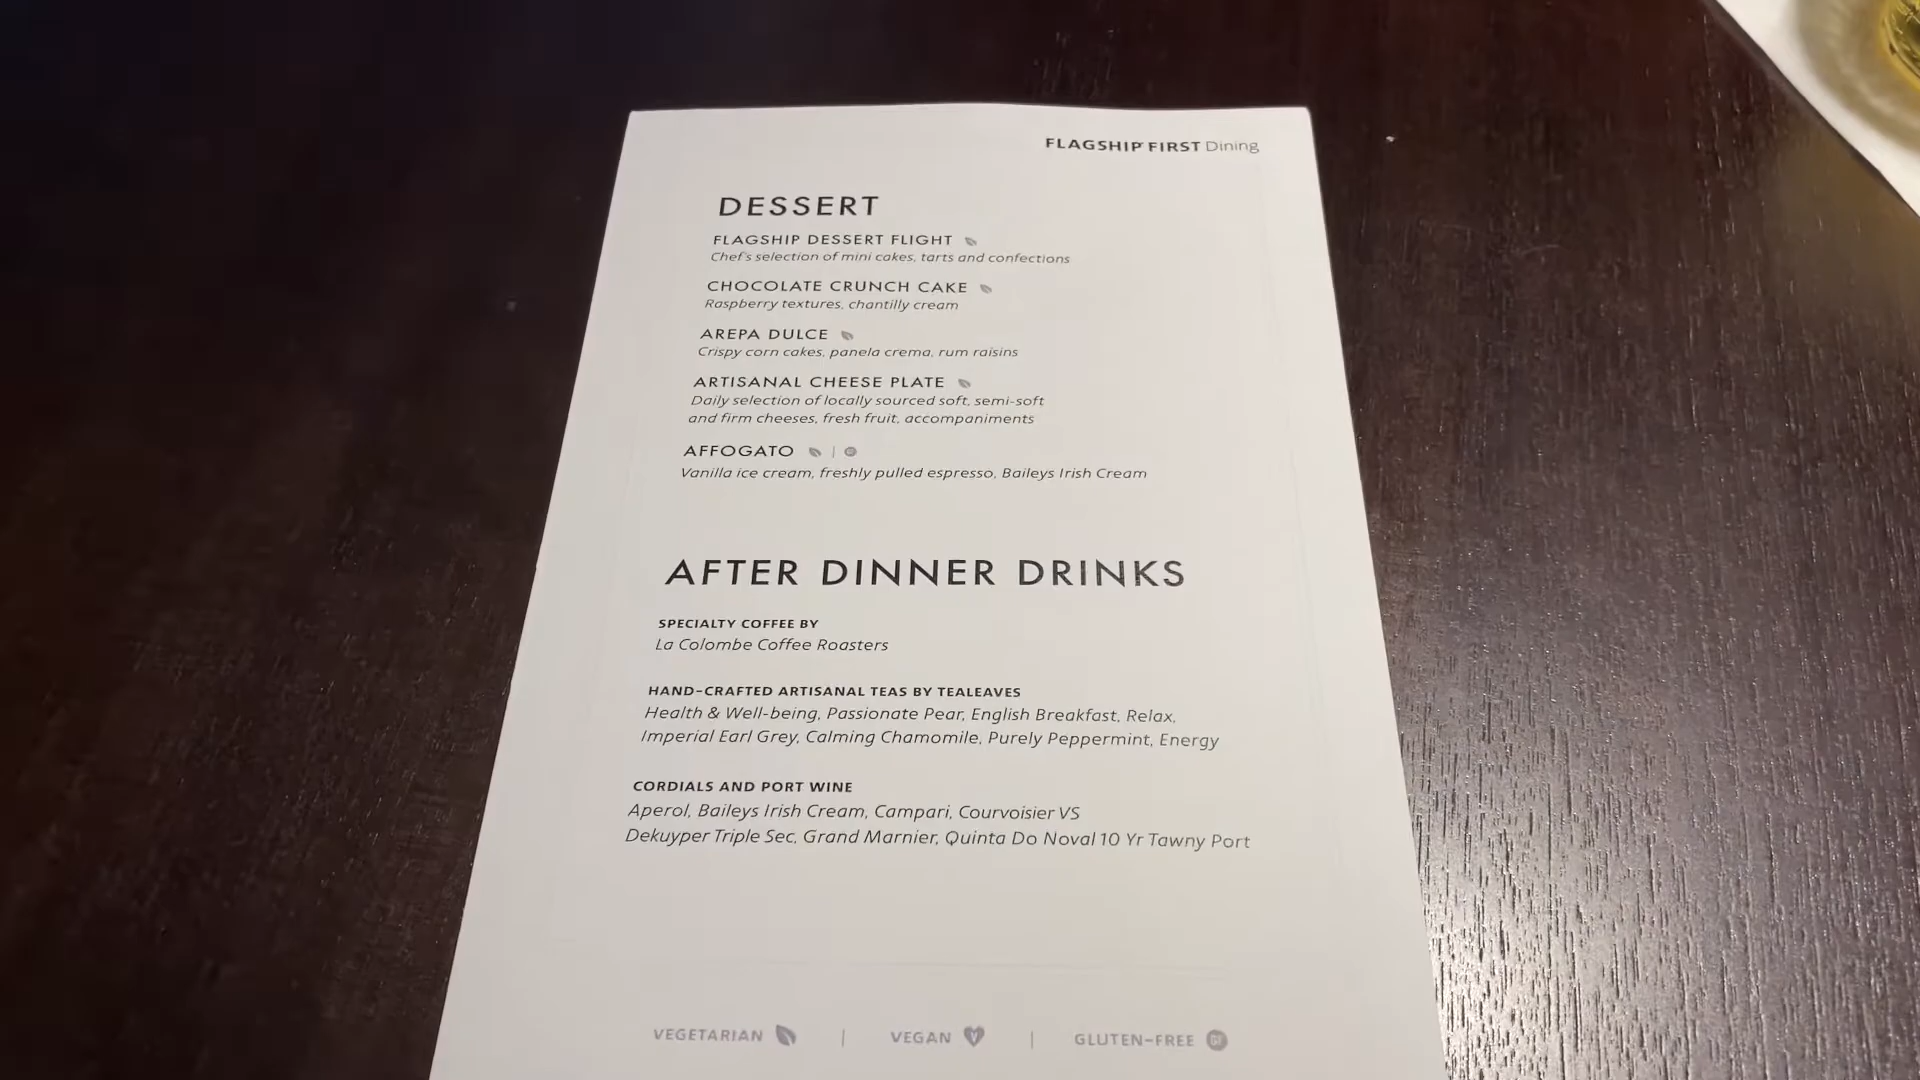 FLAGSHIP FIRST Dining
DESSERT
FLAGSHIP DESSERT FLIGHT
Chef's selection of mini cakes, tarts and confections
CHOCOLATE CRUNCH CAKE
Raspberry textures, chantilly cream
AREPA DULCE
Crispy corn cakes, panela crema, rum raisins
ARTISANAL CHEESE PLATE
Daily selection of locally sourced soft, semi-soft
and firm cheeses, fresh fruit, accompaniments
AFFOGATO |
Vanilla ice cream, freshly pulled espresso, Baileys Irish Cream
AFTER DINNER DRINKS
SPECIALTY COFFEE BY
La Colombe Coffee Roasters
HAND-CRAFTED ARTISANAL TEAS BY TEALEAVES
Health & Well-being, Passionate Pear, English Breakfast, Relax,
Imperial Earl Grey, Calming Chamomile, Purely Peppermint, Energy
CORDIALS AND PORT WINE
Aperol, Baileys Irish Cream, Campari, Courvoisier VS
Dekuyper Triple Sec, Grand Marnier, Quinta Do Noval 10 Yr Tawny Port
VEGETARIAN | VEGAN V | GLUTEN-FREE GF